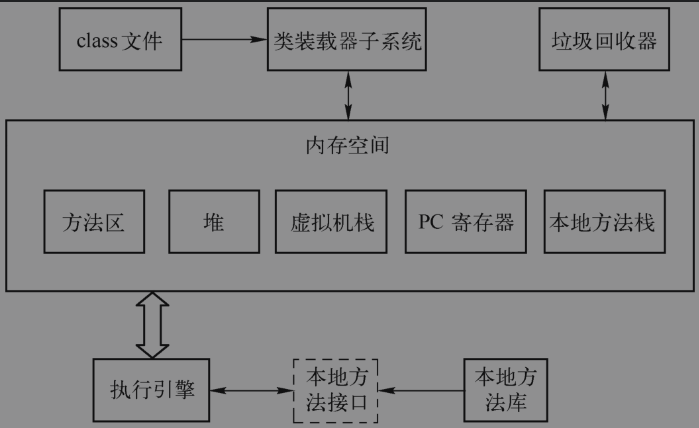 class 文件
类装载器子系统
垃圾回收器
内存空间
方法区
堆
虚拟机栈
PC 寄存器
本地方法栈
执行引擎
本地方
法接口
本地方
法库